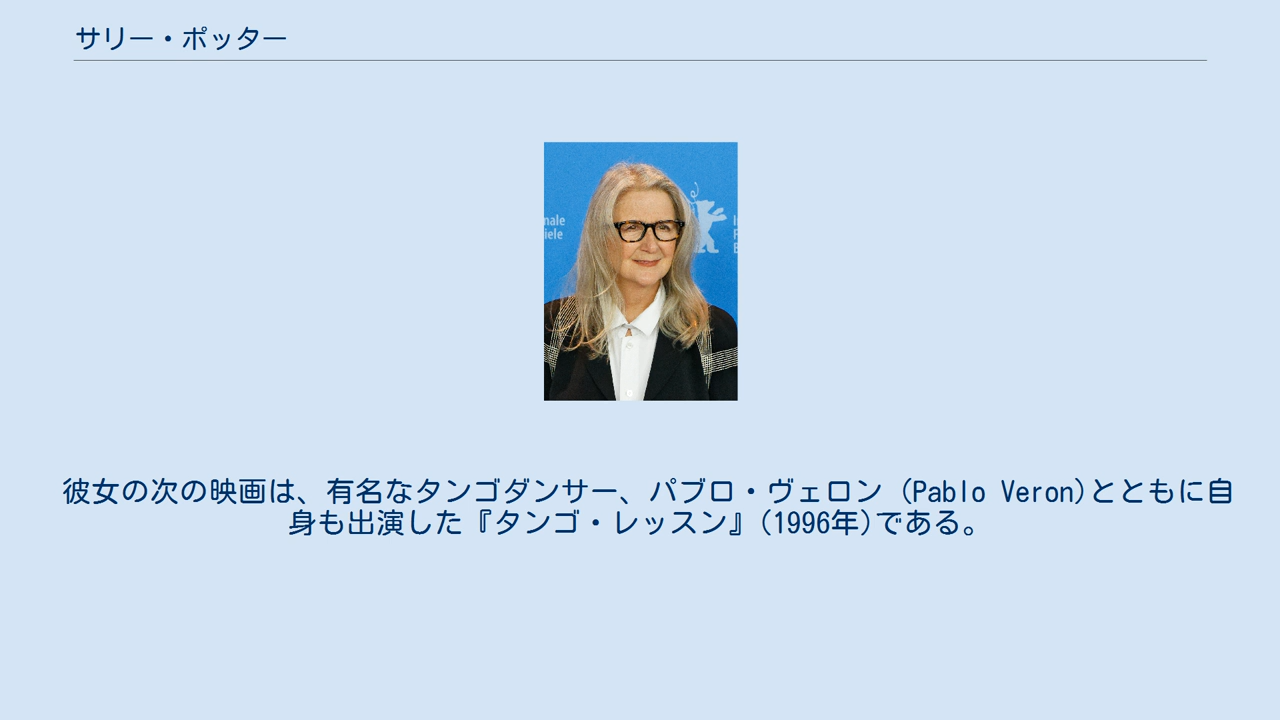 サリー・ポッター
nale
iele
彼女の次の映画は、有名なタンゴダンサー、パブロ・ヴェロン (Pablo Veron)とともに自
身も出演した『タンゴ・レッスン』(1996年)である。